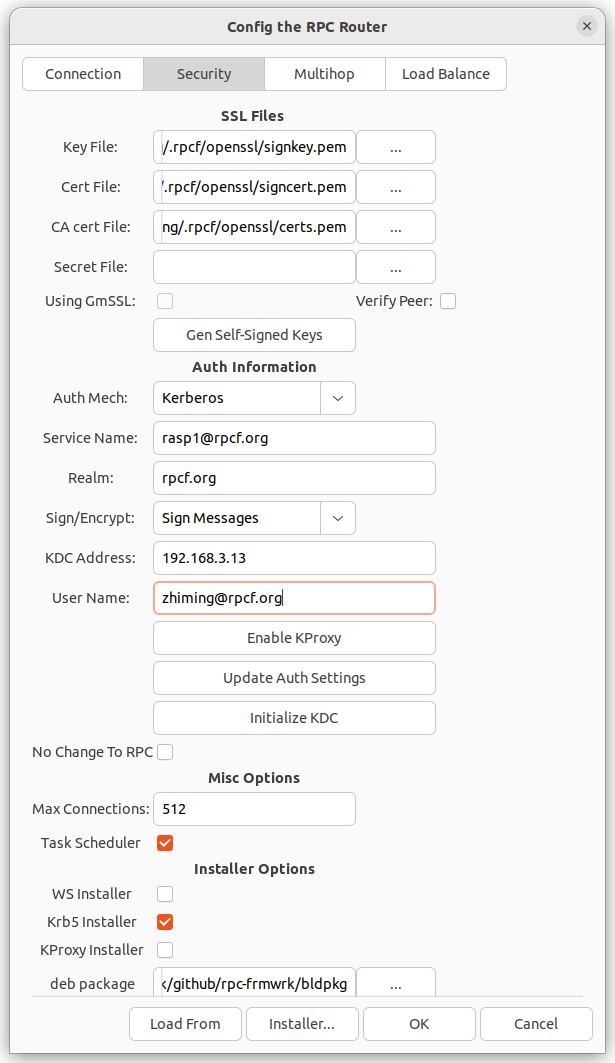 Config the RPC Router
Connection Security Multihop Load Balance
SSL Files
Key File: /.rpcf/openssl/signkey.pem ...
Cert File: /.rpcf/openssl/signcert.pem ...
CA cert File: ng/.rpcf/openssl/certs.pem ...
Secret File: ...
Using GmSSL: Verify Peer:
Gen Self-Signed Keys
Auth Information
Auth Mech: Kerberos
Service Name: rasp1@rpcf.org
Realm: rpcf.org
Sign/Encrypt: Sign Messages
KDC Address: 192.168.3.13
User Name: zhiming@rpcf.org
Enable KProxy
Update Auth Settings
Initialize KDC
No Change To RPC
Misc Options
Max Connections: 512
Task Scheduler
Installer Options
WS Installer
Krb5 Installer
KProxy Installer
deb package k/github/rpc-frmwrk/bldpkg ...
Load From Installer... OK Cancel